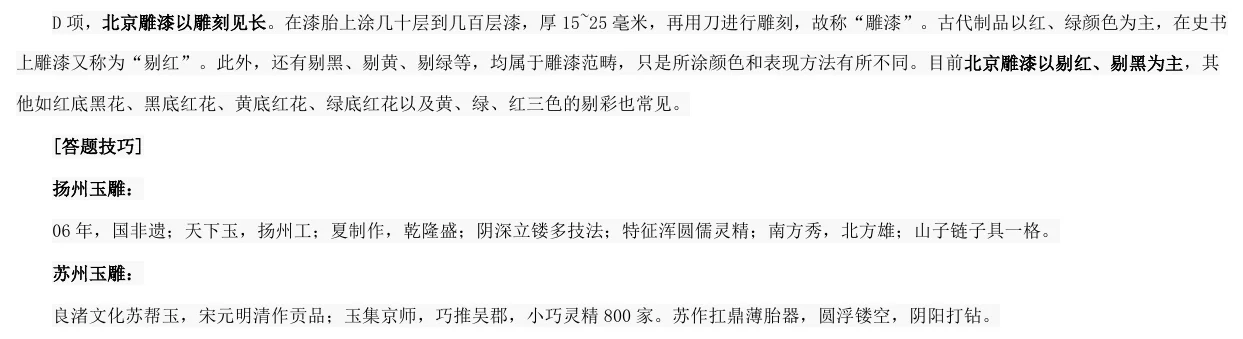 D 项，北京雕漆以雕刻见长。在漆胎上涂几十层到几百层漆，厚 15~25 毫米，再用刀进行雕刻，故称“雕漆”。古代制品以红、绿颜色为主，在史书
上雕漆又称为“剔红”。此外，还有剔黑、剔黄、剔绿等，均属于雕漆范畴，只是所涂颜色和表现方法有所不同。目前北京雕漆以剔红、剔黑为主，其
他如红底黑花、黑底红花、黄底红花、绿底红花以及黄、绿、红三色的剔彩也常见。
[答题技巧]
扬州玉雕：
06 年，国非遗；天下玉，扬州工；夏制作，乾隆盛；阴深立镂多技法；特征浑圆儒灵精；南方秀，北方雄；山子链子具一格。
苏州玉雕：
良渚文化苏帮玉，宋元明清作贡品；玉集京师，巧推吴郡，小巧灵精 800 家。苏作扛鼎薄胎器，圆浮镂空，阴阳打钻。